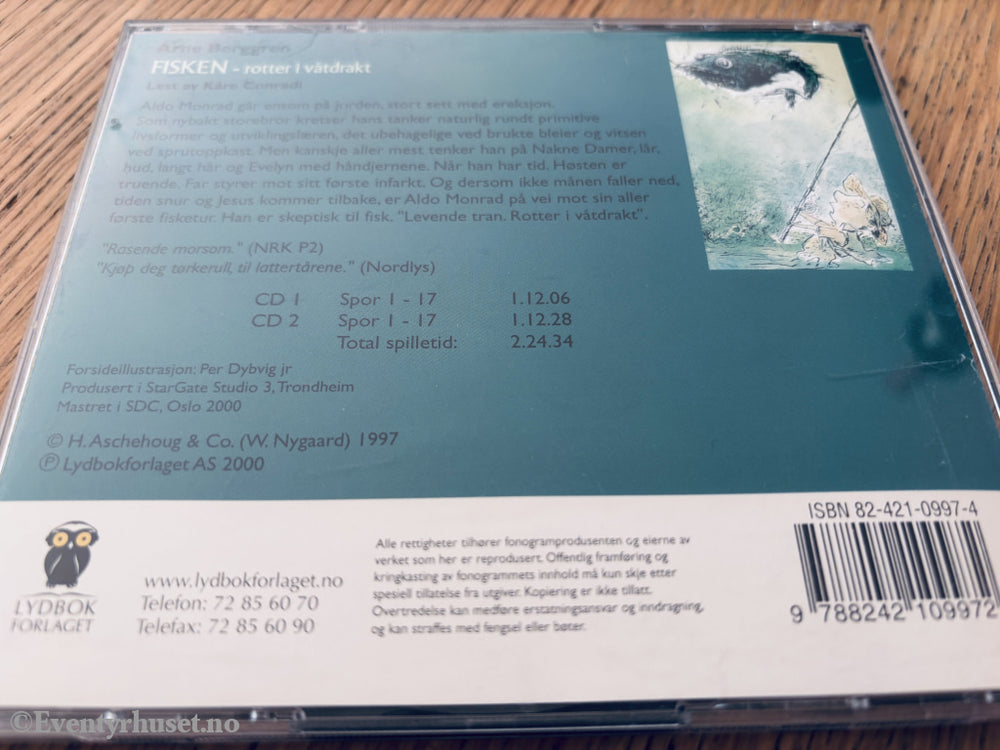 Arne Berggren
FISKEN - rotter i våtdrakt
Lest av Kåre Conradi
Aldo Monrad går ensom på jorden, stort sett med ereksjon.
Som nybakt storebror kretser hans tanker naturlig rundt primitive
livsformer og utviklingslæren, det ubehagelige ved brukte bleier og vitsen
ved sprutoppkast. Men kanskje aller mest tenker han på Nakne Damer, lår,
hud, langt hår og Evelyn med håndjernene. Når han har tid. Høsten er
truende. Far styrer mot sitt første infarkt. Og dersom ikke månen faller ned,
tiden snur og Jesus kommer tilbake, er Aldo Monrad på vei mot sin aller
første fisketur. Han er skeptisk til fisk. "Levende tran. Rotter i våtdrakt".
"Rasende morsom." (NRK P2)
"Kjøp deg tørkerull, til lattertårene." (Nordlys)
CD 1 Spor 1 - 17 1.12.06
CD 2 Spor 1 - 17 1.12.28
Total spilletid: 2.24.34
Forsideillustrasjon: Per Dybvig jr
Produsert i StarGate Studio 3, Trondheim
Mastret i SDC, Oslo 2000
© H. Aschehoug & Co. (W. Nygaard) 1997
℗ Lydbokforlaget AS 2000
LYDBOK
FORLAGET
www.lydbokforlaget.no
Telefon: 72 85 60 70
Telefax: 72 85 60 90
Alle rettigheter tilhører fonogramprodusenten og eierne av
verket som her er reprodusert. Offentlig framføring og
kringkasting av fonogrammets innhold må kun skje etter
spesiell tillatelse fra utgiver. Kopiering er ikke tillatt.
Overtredelse kan medføre erstatningsansvar og inndragning,
og kan straffes med fengsel eller bøter.
ISBN 82-421-0997-4
9 788242 109972
©Eventyrhuset.no